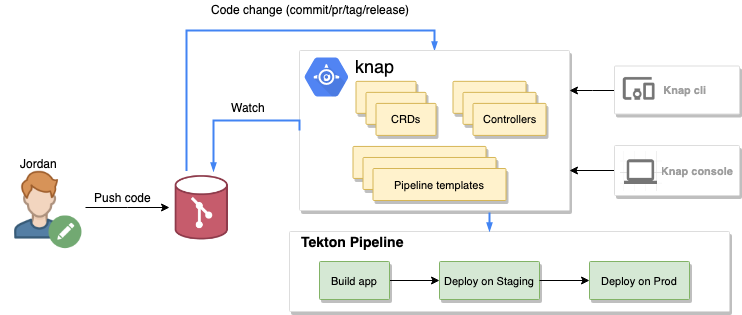 Code change (commit/pr/tag/release)
knap
CRDs
Controllers
Knap cli
Watch
Jordan
Push code
Pipeline templates
Knap console
Tekton Pipeline
Build app
Deploy on Staging
Deploy on Prod